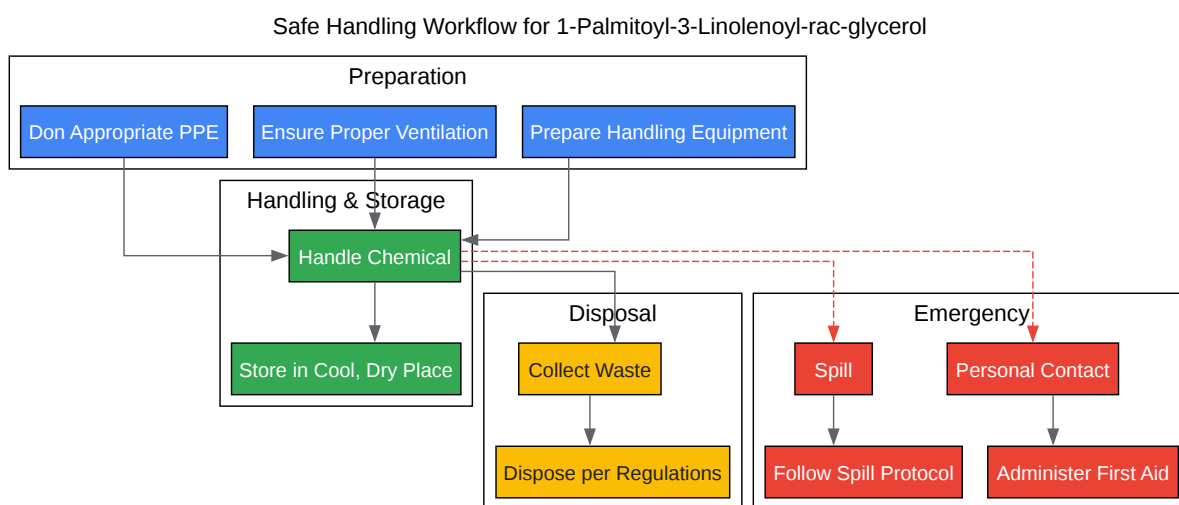 Safe Handling Workflow for 1-Palmitoyl-3-Linolenoyl-rac-glycerol
Preparation
Don Appropriate PPE
Ensure Proper Ventilation
Prepare Handling Equipment
Handling & Storage
Handle Chemical
Store in Cool, Dry Place
Disposal
Collect Waste
Dispose per Regulations
Emergency
Spill
Personal Contact
Follow Spill Protocol
Administer First Aid